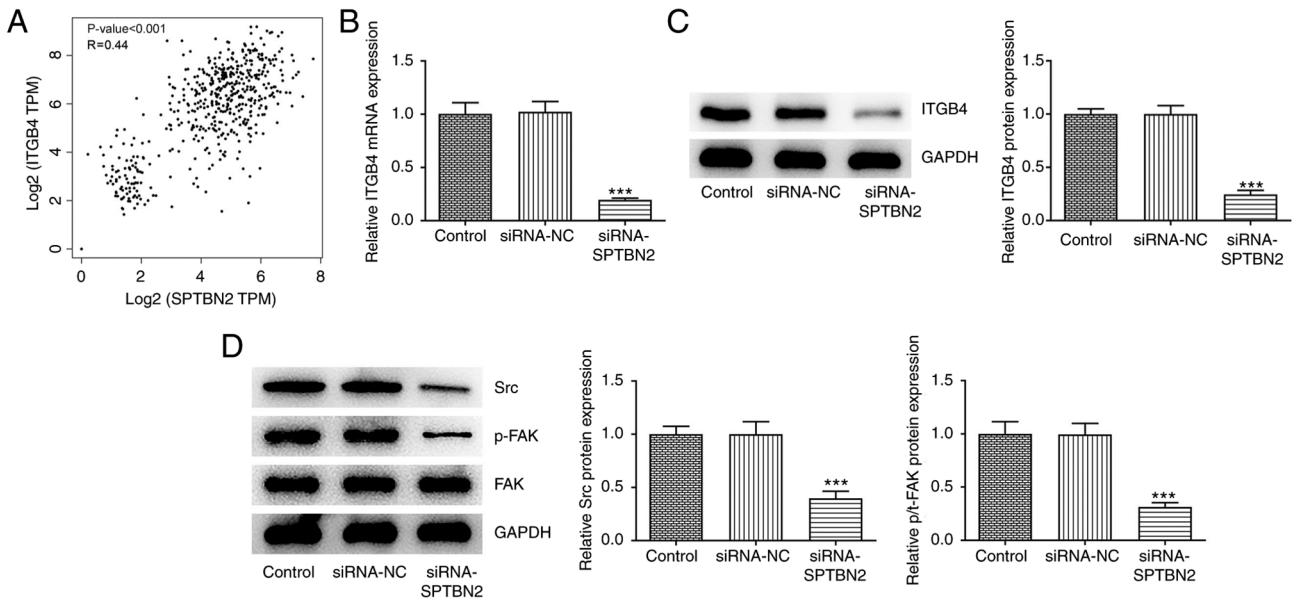 A
P-value<0.001
R=0.44
Log2 (ITGB4 TPM)
8
6
4
2
0
0
2
4
6
8
Log2 (SPTBN2 TPM)
B
Relative ITGB4 mRNA expression
1.5
1.0
0.5
0.0
***
Control
siRNA-NC
siRNA-
SPTBN2
C
ITGB4
GAPDH
Control
siRNA-NC
siRNA-
SPTBN2
Relative ITGB4 protein expression
1.5
1.0
0.5
0.0
***
Control
siRNA-NC
siRNA-
SPTBN2
D
Src
p-FAK
FAK
GAPDH
Control
siRNA-NC
siRNA-
SPTBN2
Relative Src protein expression
1.5
1.0
0.5
0.0
***
Control
siRNA-NC
siRNA-
SPTBN2
Relative p/t-FAK protein expression
1.5
1.0
0.5
0.0
***
Control
siRNA-NC
siRNA-
SPTBN2